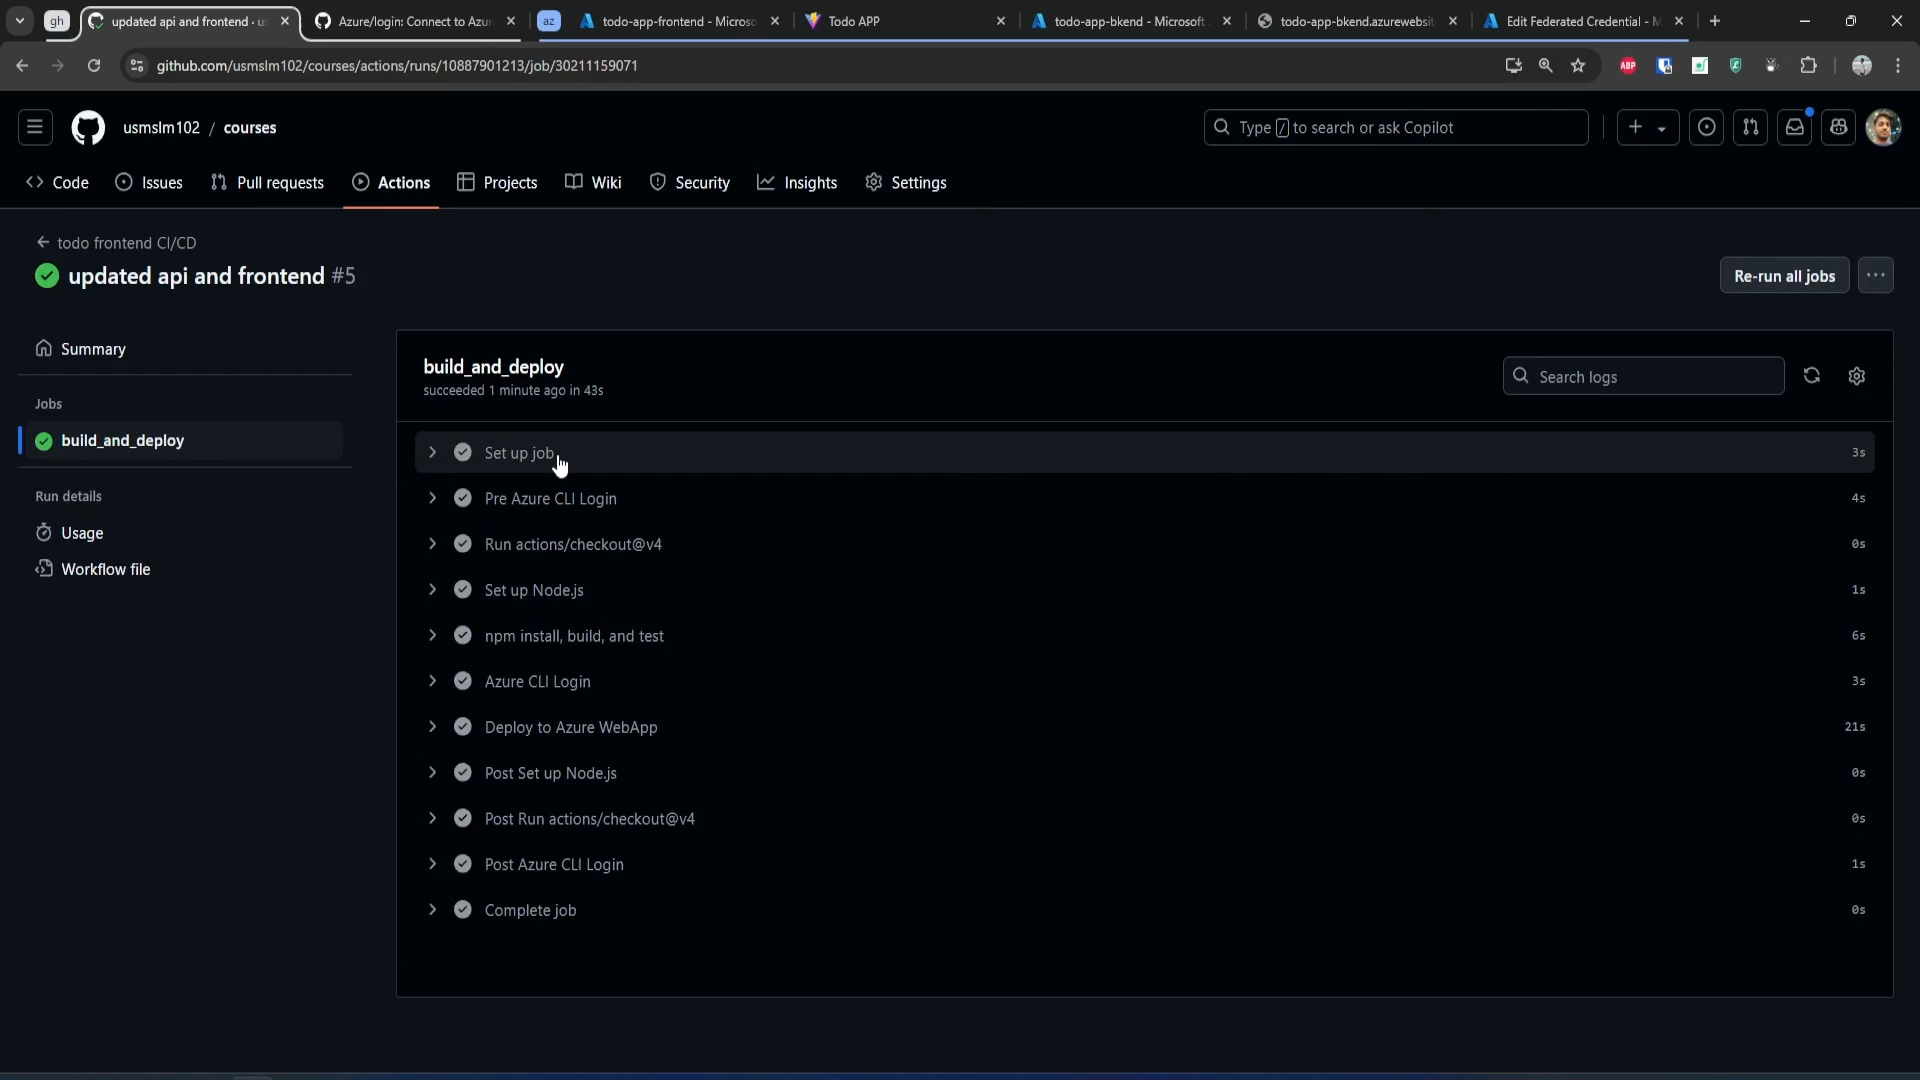 gh
updated api and frontend · us
Azure/login: Connect to Azur
az
todo-app-frontend - Microso
Todo APP
todo-app-bkend - Microsoft
todo-app-bkend.azurewebsit
Edit Federated Credential - M
github.com/usmslm102/courses/actions/runs/10887901213/job/30211159071
ABP
usmslm102 / courses
Type / to search or ask Copilot
Code
Issues
Pull requests
Actions
Projects
Wiki
Security
Insights
Settings
todo frontend CI/CD
updated api and frontend #5
Re-run all jobs
Summary
Jobs
build_and_deploy
Run details
Usage
Workflow file
build_and_deploy
succeeded 1 minute ago in 43s
Search logs
Set up job 3s
Pre Azure CLI Login 4s
Run actions/checkout@v4 0s
Set up Node.js 1s
npm install, build, and test 6s
Azure CLI Login 3s
Deploy to Azure WebApp 21s
Post Set up Node.js 0s
Post Run actions/checkout@v4 0s
Post Azure CLI Login 1s
Complete job 0s